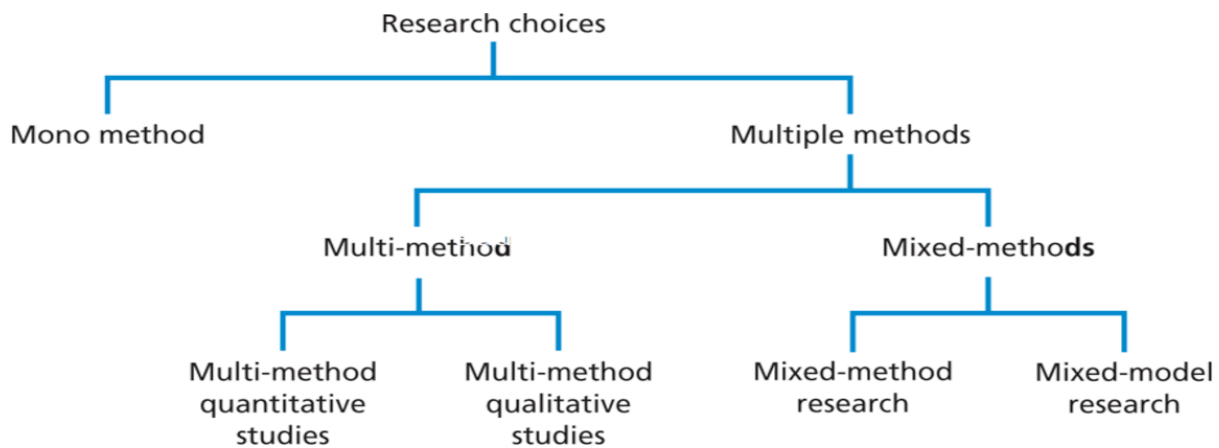 Research choices
Mono method
Multiple methods
Multi-method
Mixed-methods
Multi-method
quantitative
studies
Multi-method
qualitative
studies
Mixed-method
research
Mixed-model
research